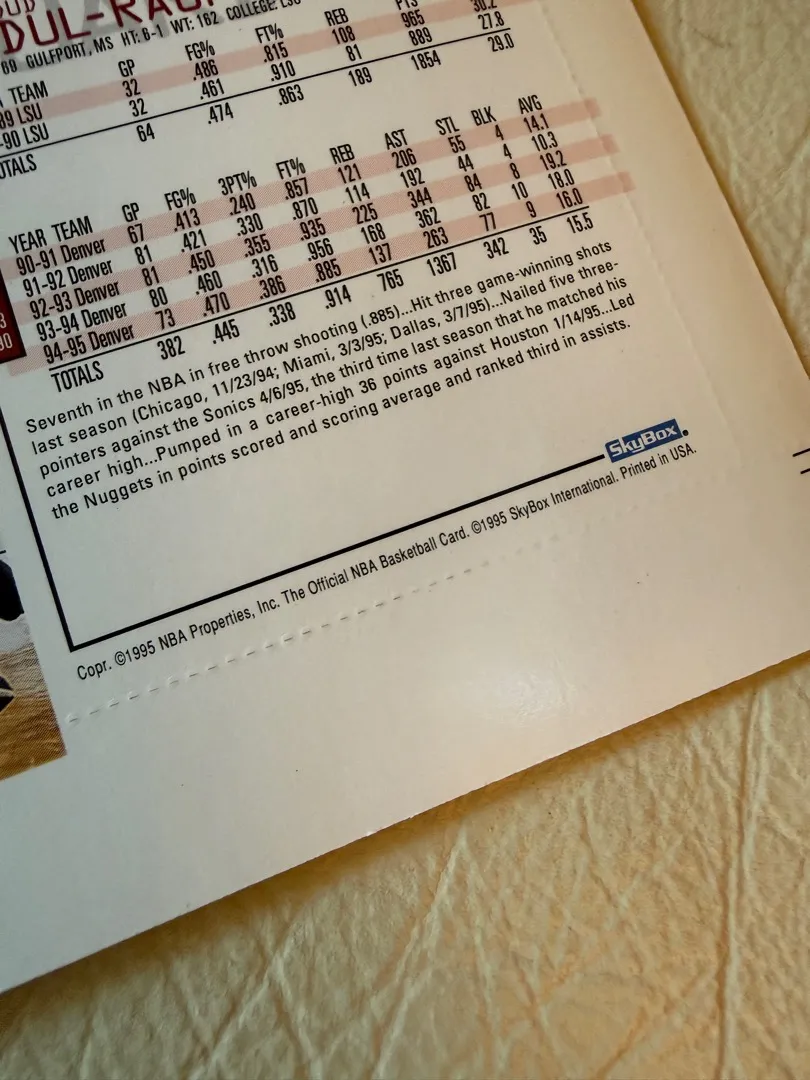 DUL-RAU
89 GULFPORT, MS HT: 6-1 WT: 162 COLLEGE: LSU
TEAM GP FG% FT% REB PTS
89 LSU 32 .486 .815 108 965 30.2
-90 LSU 32 .461 .910 81 889 27.8
OTALS 64 .474 .863 189 1854 29.0
YEAR TEAM GP FG% 3PT% FT% REB AST STL BLK AVG
90-91 Denver 67 .413 .240 .857 121 206 55 4 14.1
91-92 Denver 81 .421 .330 .870 114 192 44 4 10.3
92-93 Denver 81 .450 .355 .935 225 344 84 8 19.2
93-94 Denver 80 .460 .316 .956 168 362 82 10 18.0
94-95 Denver 73 .470 .386 .885 137 263 77 9 16.0
TOTALS 382 .445 .338 .914 765 1367 342 35 15.5
Seventh in the NBA in free throw shooting (.885)...Hit three game-winning shots
last season (Chicago, 11/23/94; Miami, 3/3/95; Dallas, 3/7/95)...Nailed five three-
pointers against the Sonics 4/6/95, the third time last season that he matched his
career high...Pumped in a career-high 36 points against Houston 1/14/95...Led
the Nuggets in points scored and scoring average and ranked third in assists.
SkyBox
Copr. ©1995 NBA Properties, Inc. The Official NBA Basketball Card. ©1995 SkyBox International. Printed in USA.